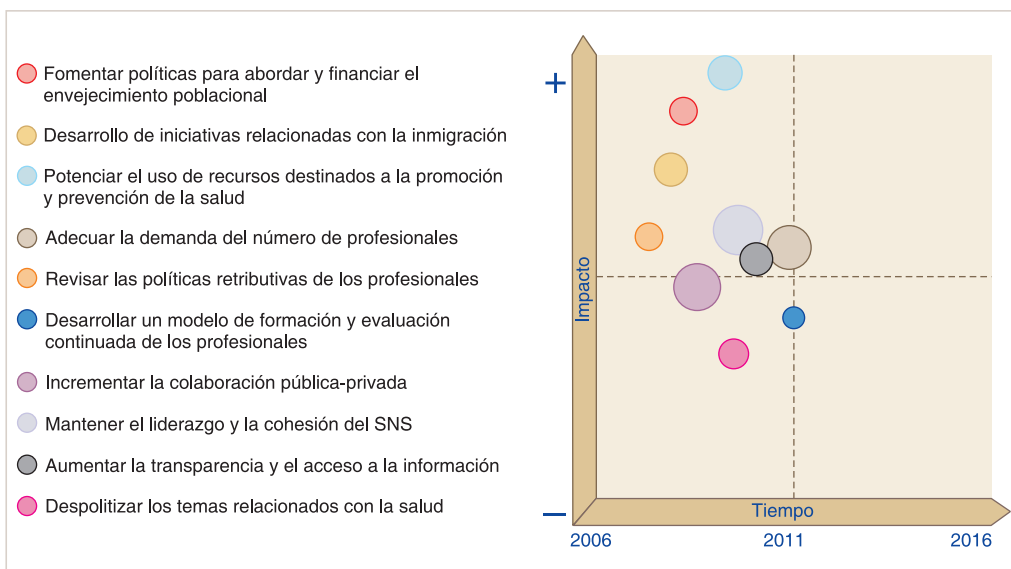 Fomentar políticas para abordar y financiar el
envejecimiento poblacional
Desarrollo de iniciativas relacionadas con la inmigración
Potenciar el uso de recursos destinados a la promoción
y prevención de la salud
Adecuar la demanda del número de profesionales
Revisar las políticas retributivas de los profesionales
Desarrollar un modelo de formación y evaluación
continuada de los profesionales
Incrementar la colaboración pública-privada
Mantener el liderazgo y la cohesión del SNS
Aumentar la transparencia y el acceso a la información
Despolitizar los temas relacionados con la salud
+
Impacto
−
Tiempo
2006
2011
2016